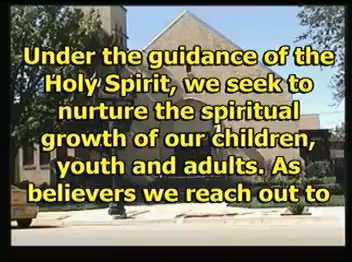 Under the guidance of the
Holy Spirit, we seek to
nurture the spiritual
growth of our children,
youth and adults. As
believers we reach out to